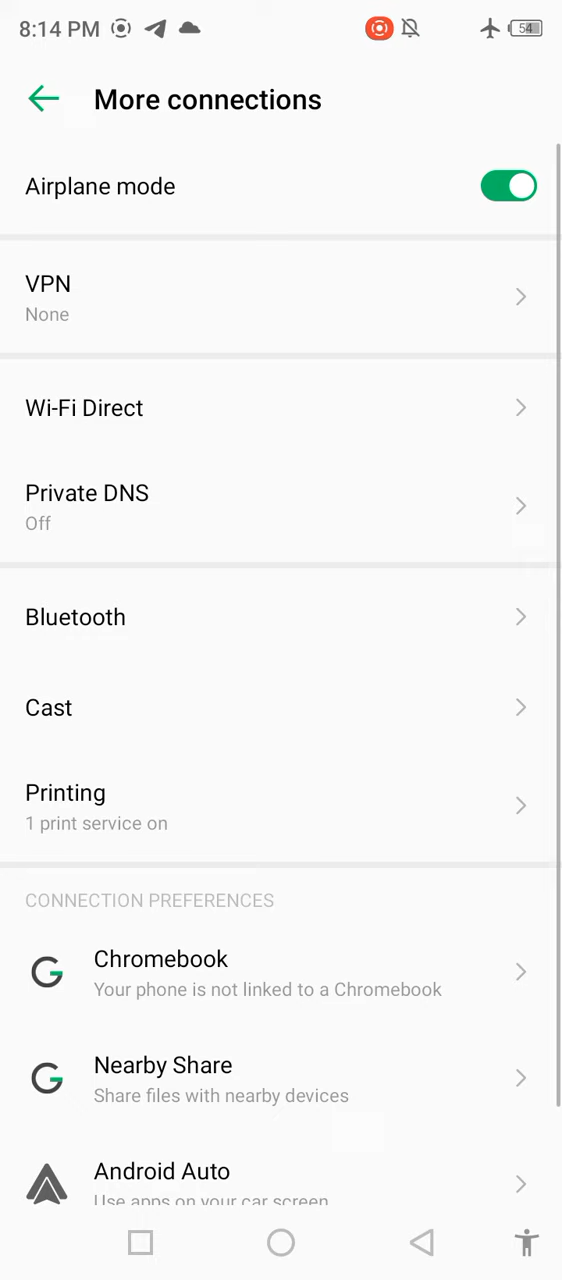 8:14 PM
54
More connections
Airplane mode
VPN
None
Wi-Fi Direct
Private DNS
Off
Bluetooth
Cast
Printing
1 print service on
CONNECTION PREFERENCES
Chromebook
Your phone is not linked to a Chromebook
Nearby Share
Share files with nearby devices
Android Auto
Use apps on your car screen